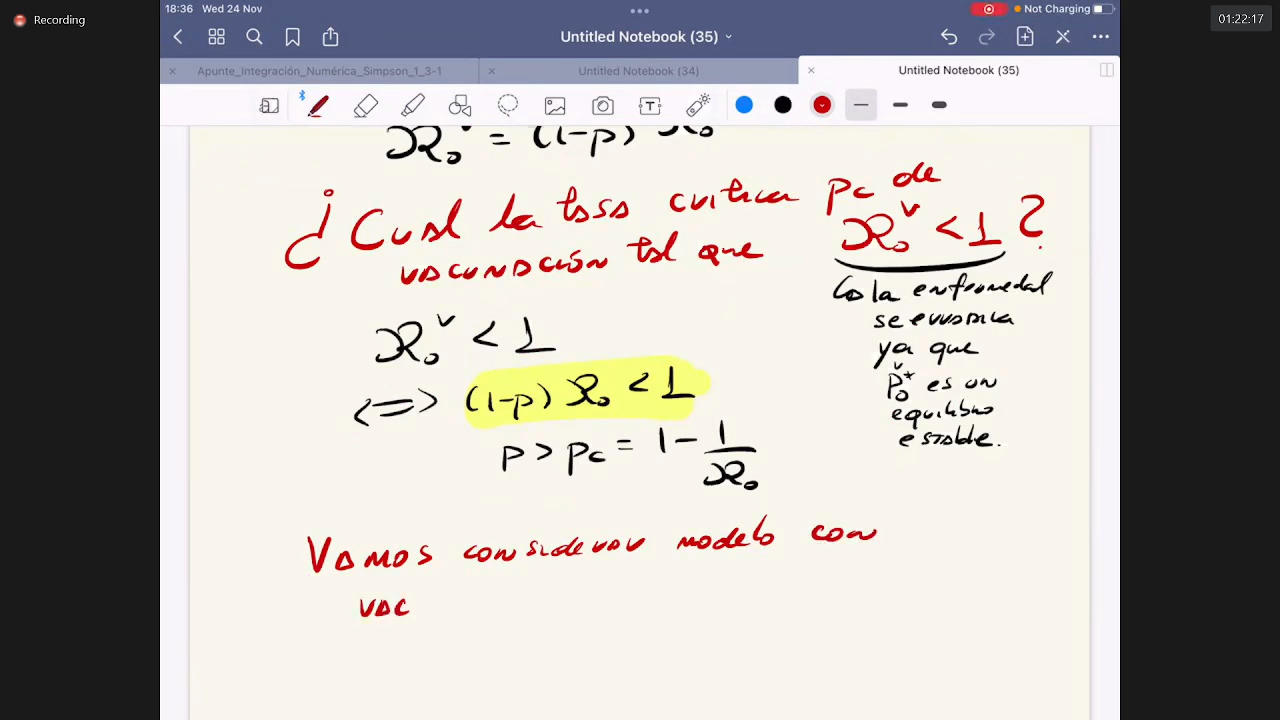 Recording
18:36 Wed 24 Nov
Not Charging
01:22:17
Untitled Notebook (35)
Apunte_Integración_Numérica_Simpson_1_3-1
Untitled Notebook (34)
Untitled Notebook (35)
ℛ₀ᵛ = (1-p) ℛ₀
¿Cual la tasa critica pc de
vacunación tal que ℛ₀ᵛ < 1?
↳ la enfermedad
se erradica
ya que
P₀ᵛ* es un
equilibrio
estable.
ℛ₀ᵛ < 1
<=> (1-p) ℛ₀ < 1
p > pc = 1 - 1/ℛ₀
Vamos considerar modelo con
vac